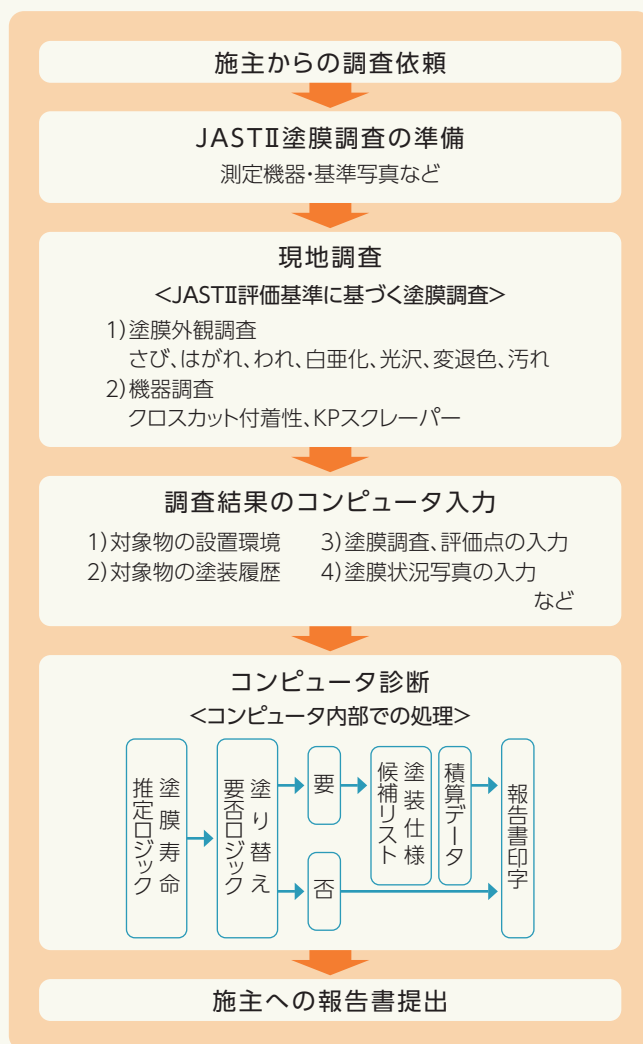 施主からの調査依頼
JASTⅡ塗膜調査の準備
測定機器・基準写真など
現地調査
<JASTⅡ評価基準に基づく塗膜調査>
1)塗膜外観調査
さび、はがれ、われ、白亜化、光沢、変退色、汚れ
2)機器調査
クロスカット付着性、KPスクレーパー
調査結果のコンピュータ入力
1)対象物の設置環境
2)対象物の塗装履歴
3)塗膜調査、評価点の入力
4)塗膜状況写真の入力
など
コンピュータ診断
<コンピュータ内部での処理>
塗膜寿命
推定ロジック
塗り替え
要否ロジック
要
否
塗装仕様
候補リスト
積算データ
報告書印字
施主への報告書提出